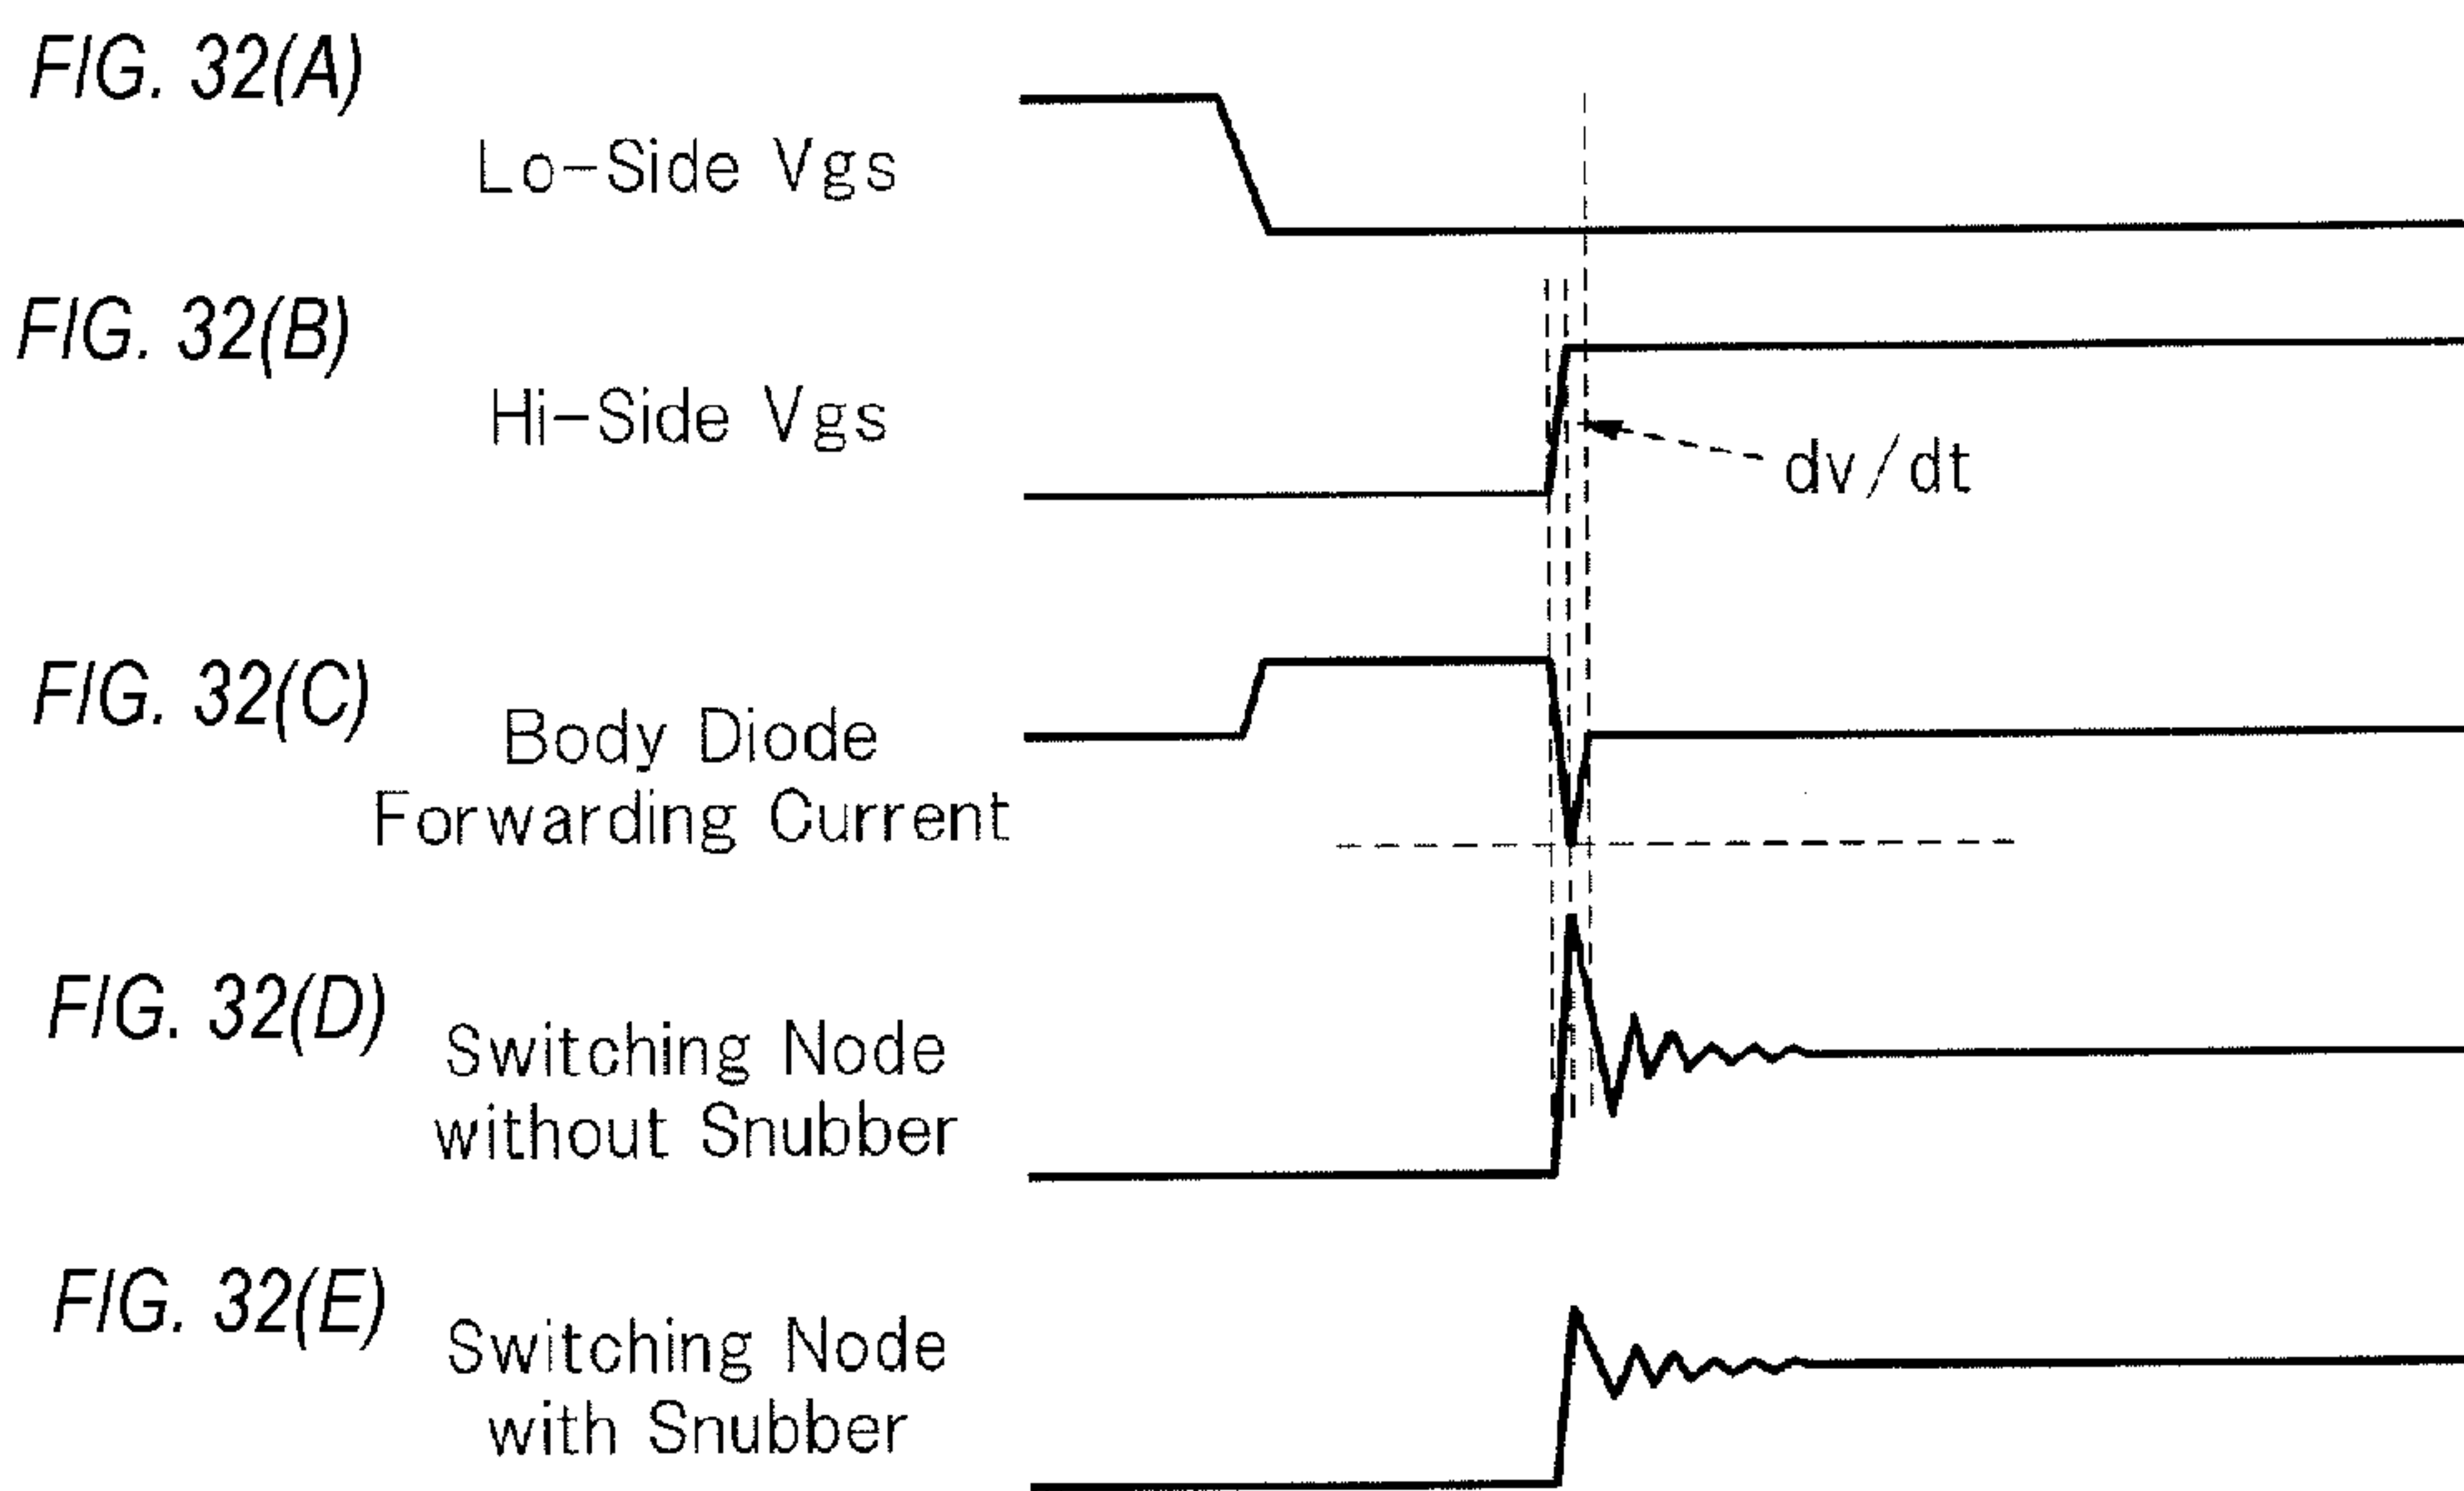 FIG. 32(A)
Lo-Side Vgs
FIG. 32(B)
Hi-Side Vgs
dv/dt
FIG. 32(C)
Body Diode
Forwarding Current
FIG. 32(D)
Switching Node
without Snubber
FIG. 32(E)
Switching Node
with Snubber